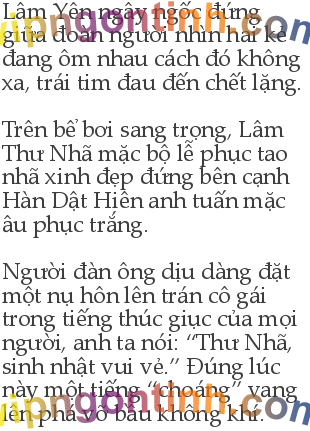 Lâm Yên ngây ngốc đứng
giữa đoàn người nhìn hai kẻ
đang ôm nhau cách đó không
xa, trái tim đau đến chết lặng.
Trên bể bơi sang trọng, Lâm
Thư Nhã mặc bộ lễ phục tao
nhã xinh đẹp đứng bên cạnh
Hàn Dật Hiên anh tuấn mặc
âu phục trắng.
Người đàn ông dịu dàng đặt
một nụ hôn lên trán cô gái
trong tiếng thúc giục của mọi
người, anh ta nói: “Thư Nhã,
sinh nhật vui vẻ.” Đúng lúc
này một tiếng “choang” vang
lên phá vỡ bầu không khí.
vipngontinh.com
vipngontinh.com